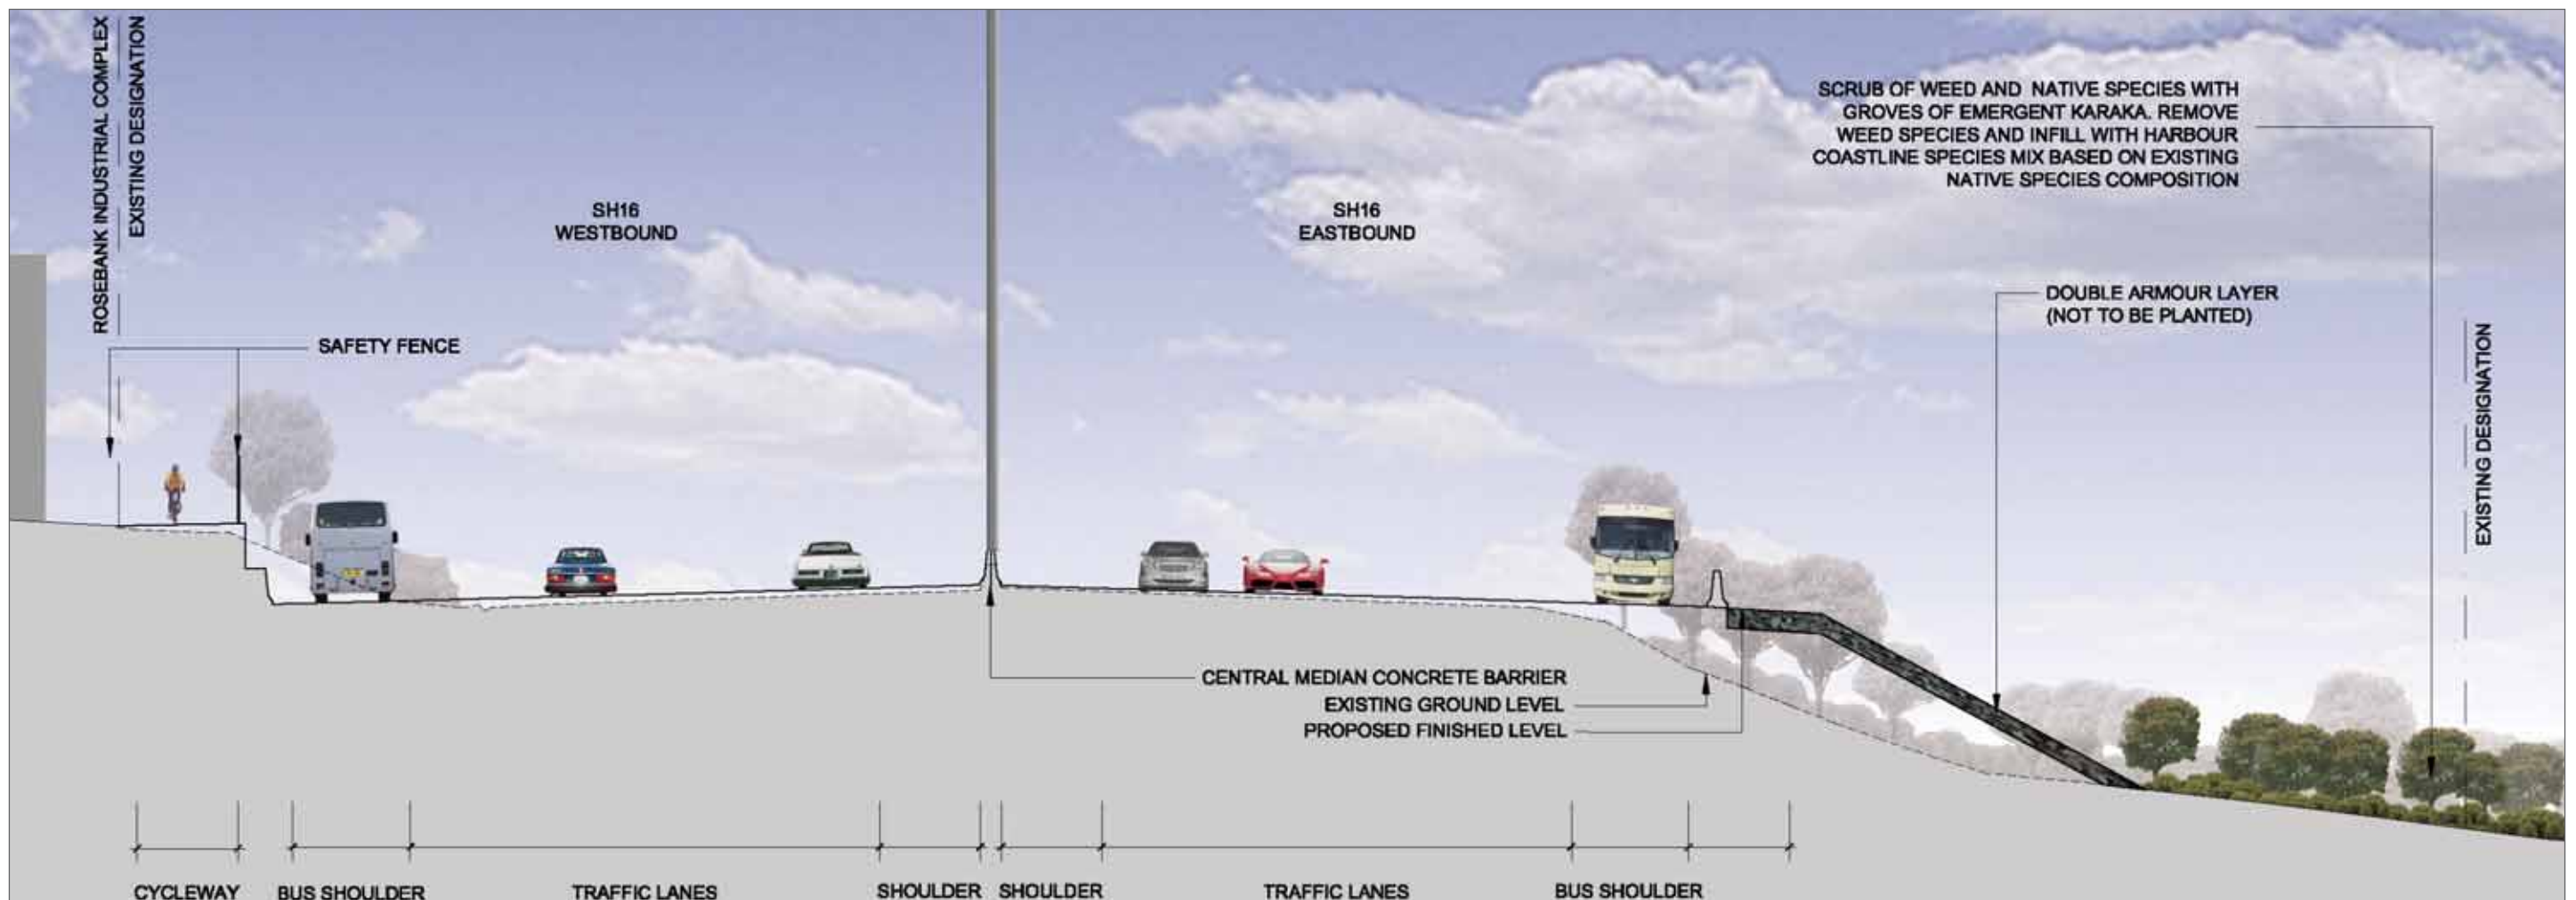 ROSEBANK INDUSTRIAL COMPLEX
EXISTING DESIGNATION
SCRUB OF WEED AND NATIVE SPECIES WITH
GROVES OF EMERGENT KARAKA. REMOVE
WEED SPECIES AND INFILL WITH HARBOUR
COASTLINE SPECIES MIX BASED ON EXISTING
NATIVE SPECIES COMPOSITION
SH16
WESTBOUND
SH16
EASTBOUND
DOUBLE ARMOUR LAYER
(NOT TO BE PLANTED)
SAFETY FENCE
EXISTING DESIGNATION
CENTRAL MEDIAN CONCRETE BARRIER
EXISTING GROUND LEVEL
PROPOSED FINISHED LEVEL
CYCLEWAY
BUS SHOULDER
TRAFFIC LANES
SHOULDER
SHOULDER
TRAFFIC LANES
BUS SHOULDER